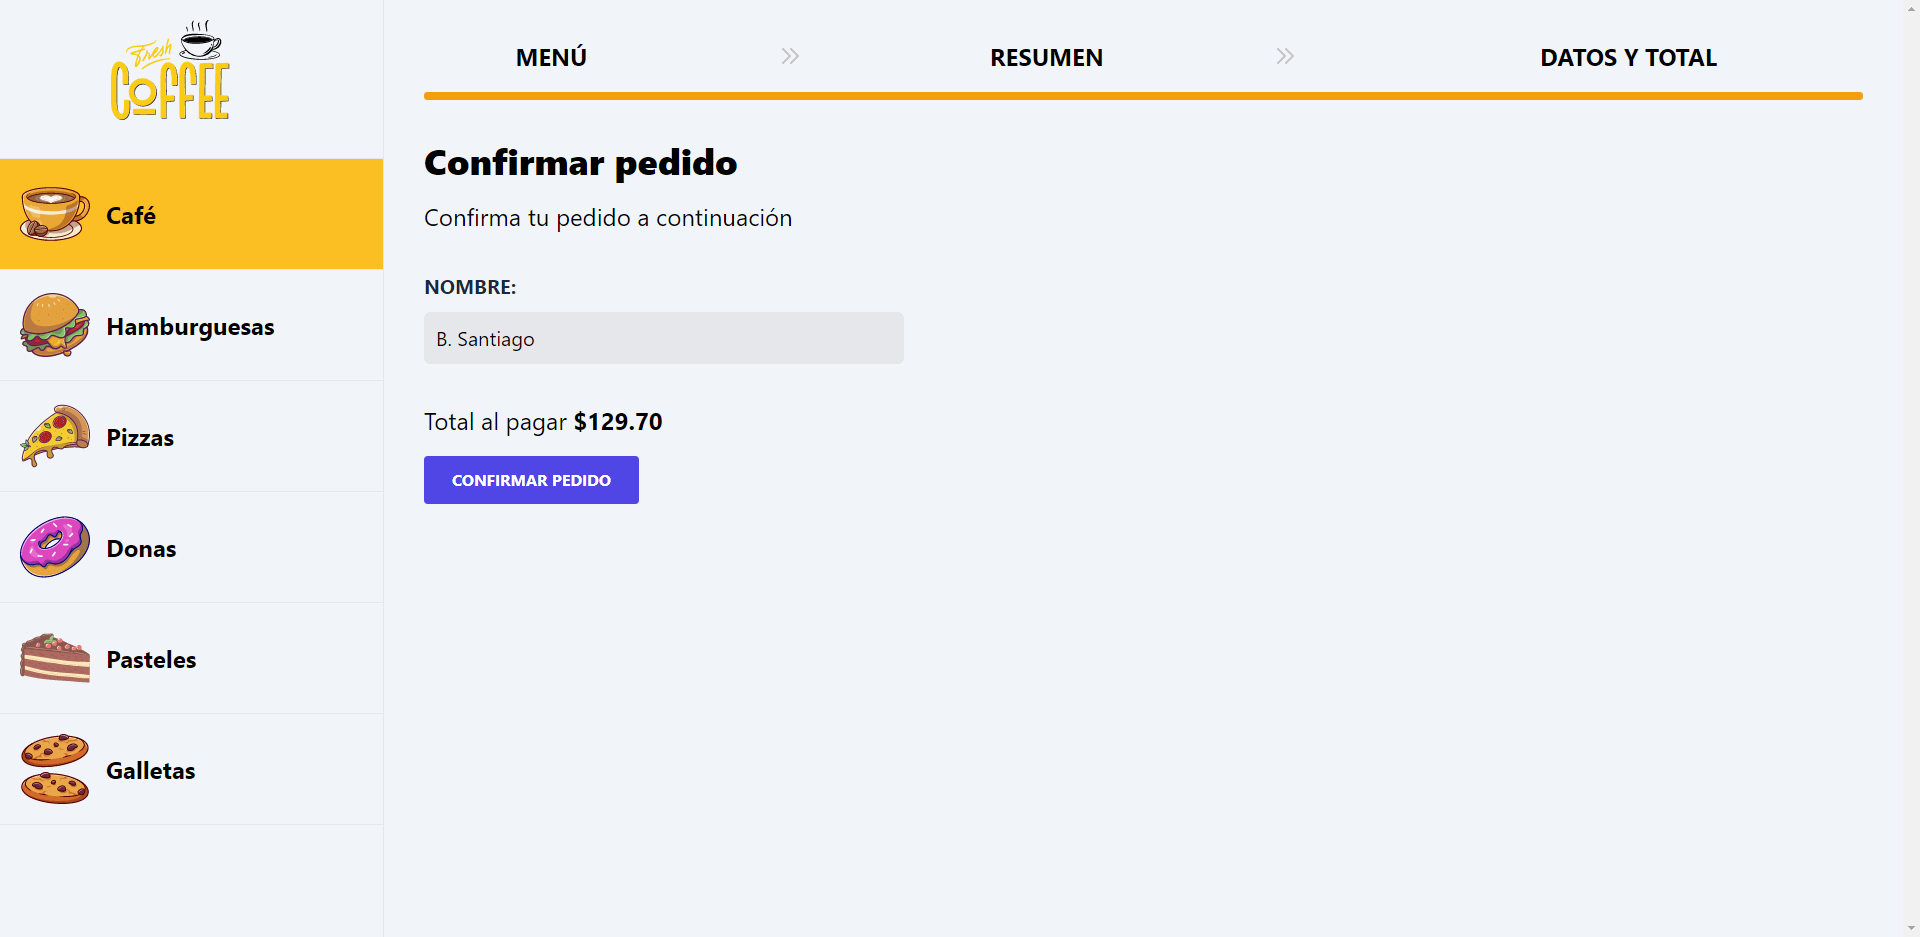 Fresh
COFFEE
Café
Hamburguesas
Pizzas
Donas
Pasteles
Galletas
MENÚ
RESUMEN
DATOS Y TOTAL
Confirmar pedido
Confirma tu pedido a continuación
NOMBRE:
B. Santiago
Total al pagar $129.70
CONFIRMAR PEDIDO